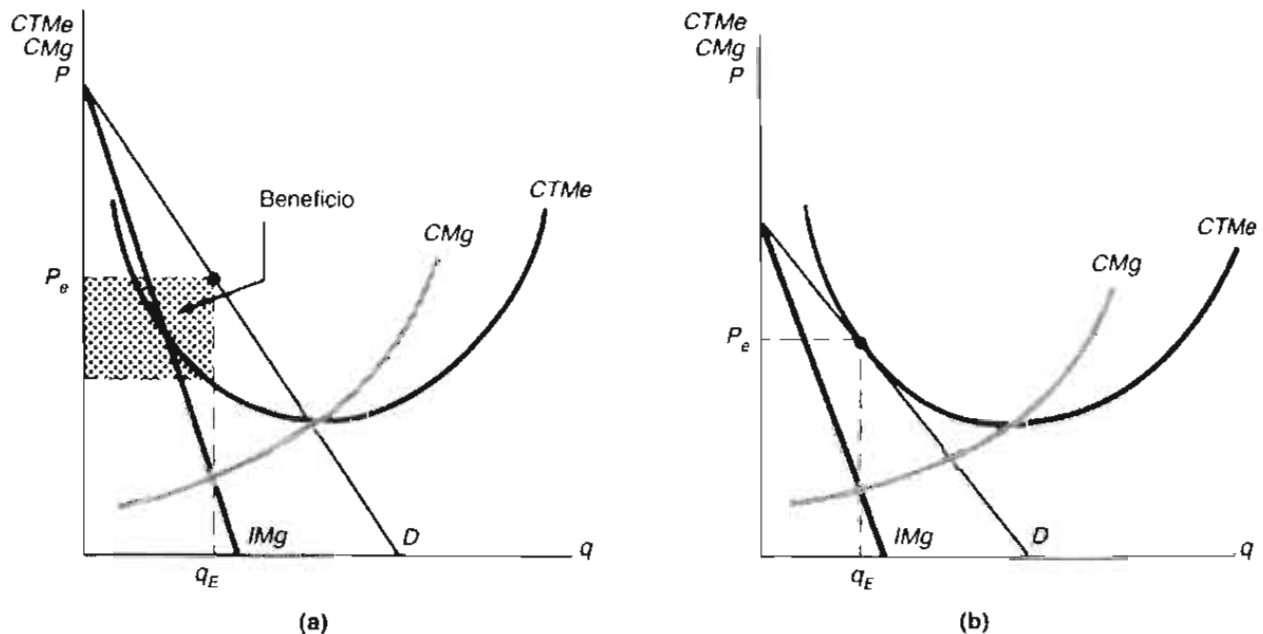 CTMe
CMg
P
Beneficio
CTMe
CMg
Pe
IMg
D
q
qE
(a)
CTMe
CMg
P
CTMe
CMg
Pe
IMg
D
q
qE
(b)